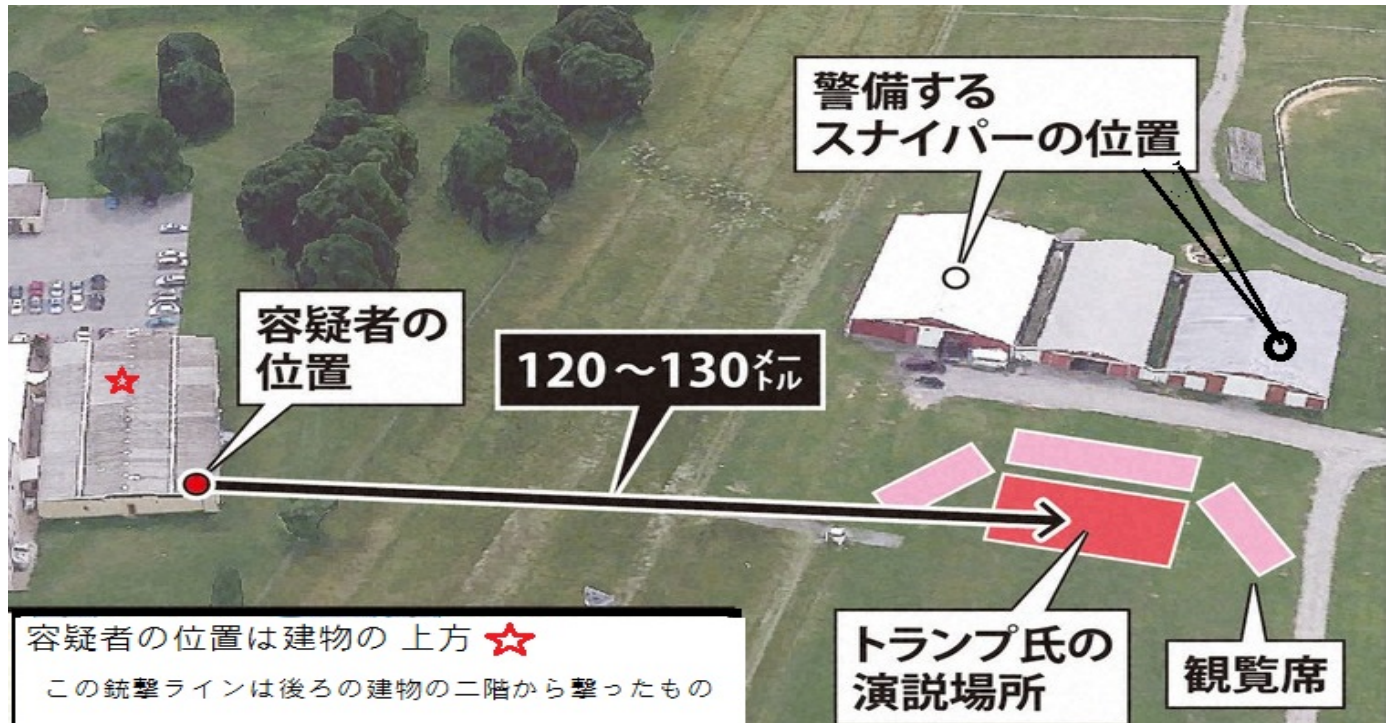 警備する
スナイパーの位置
容疑者の
位置
120～130メートル
トランプ氏の
演説場所
観覧席
容疑者の位置は建物の 上方 ☆
この銃撃ラインは後ろの建物の二階から撃ったもの